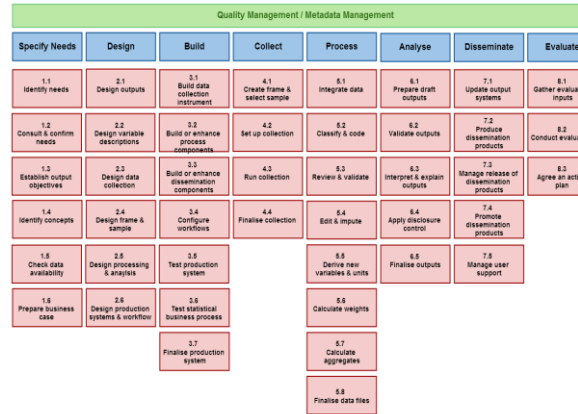 Quality Management / Metadata Management
Specify Needs
Design
Build
Collect
Process
Analyse
Disseminate
Evaluate
1.1
Identify needs
2.1
Design outputs
3.1
Build data
collection
instrument
4.1
Create frame &
select sample
5.1
Integrate data
6.1
Prepare draft
outputs
7.1
Update output
systems
8.1
Gather evalua
inputs
1.2
Consult & confirm
needs
2.2
Design variable
descriptions
3.2
Build or enhance
process
components
4.2
Set up collection
5.2
Classify & code
6.2
Validate outputs
7.2
Produce
dissemination
products
8.2
Conduct evalua
1.3
Establish output
objectives
2.3
Design data
collection
3.3
Build or enhance
dissemination
components
4.3
Run collection
5.3
Review & validate
6.3
Interpret & explain
outputs
7.3
Manage release of
dissemination
products
8.3
Agree an acti
plan
1.4
Identify concepts
2.4
Design frame &
sample
3.4
Configure
workflows
4.4
Finalise collection
5.4
Edit & impute
6.4
Apply disclosure
control
7.4
Promote
dissemination
products
1.5
Check data
availability
2.5
Design processing
& anaylsis
3.5
Test production
system
5.5
Derive new
variables & units
6.5
Finalise outputs
7.5
Manage user
support
1.6
Prepare business
case
2.6
Design production
systems & workflow
3.6
Test statistical
business process
5.6
Calculate weights
3.7
Finalise production
system
5.7
Calculate
aggregates
5.8
Finalise data files